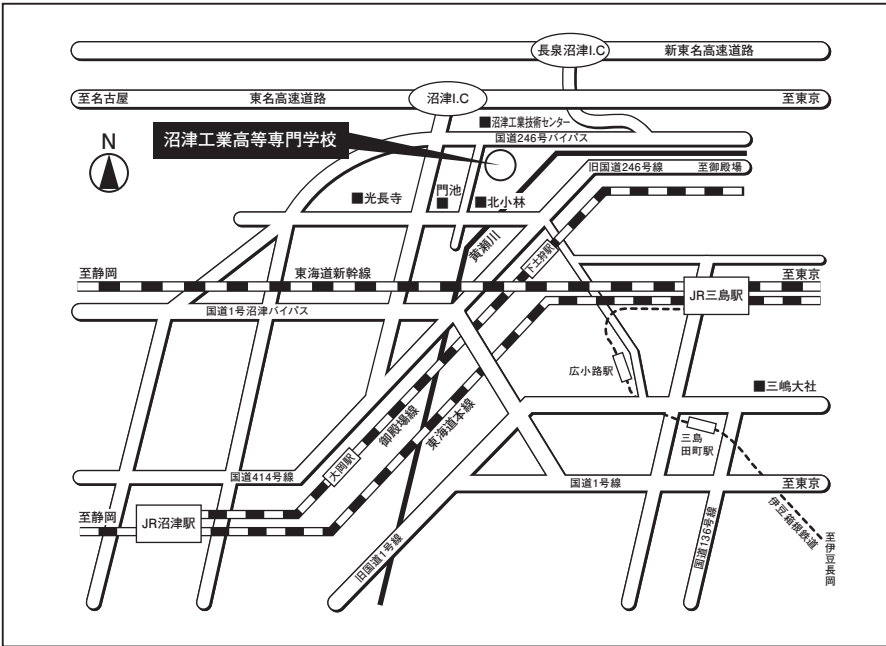 長泉沼津I.C
新東名高速道路
至名古屋
東名高速道路
沼津I.C
至東京
■沼津工業技術センター
国道246号バイパス
沼津工業高等専門学校
N
旧国道246号線
至御殿場
■光長寺
門池
■
■北小林
黄瀬川
下土狩駅
至静岡
東海道新幹線
至東京
JR三島駅
国道1号沼津バイパス
広小路駅
■三嶋大社
御殿場線
東海道本線
三島
田町駅
大岡駅
国道414号線
国道1号線
至東京
至静岡
JR沼津駅
旧国道1号線
国道136号線
伊豆箱根鉄道
至伊豆長岡